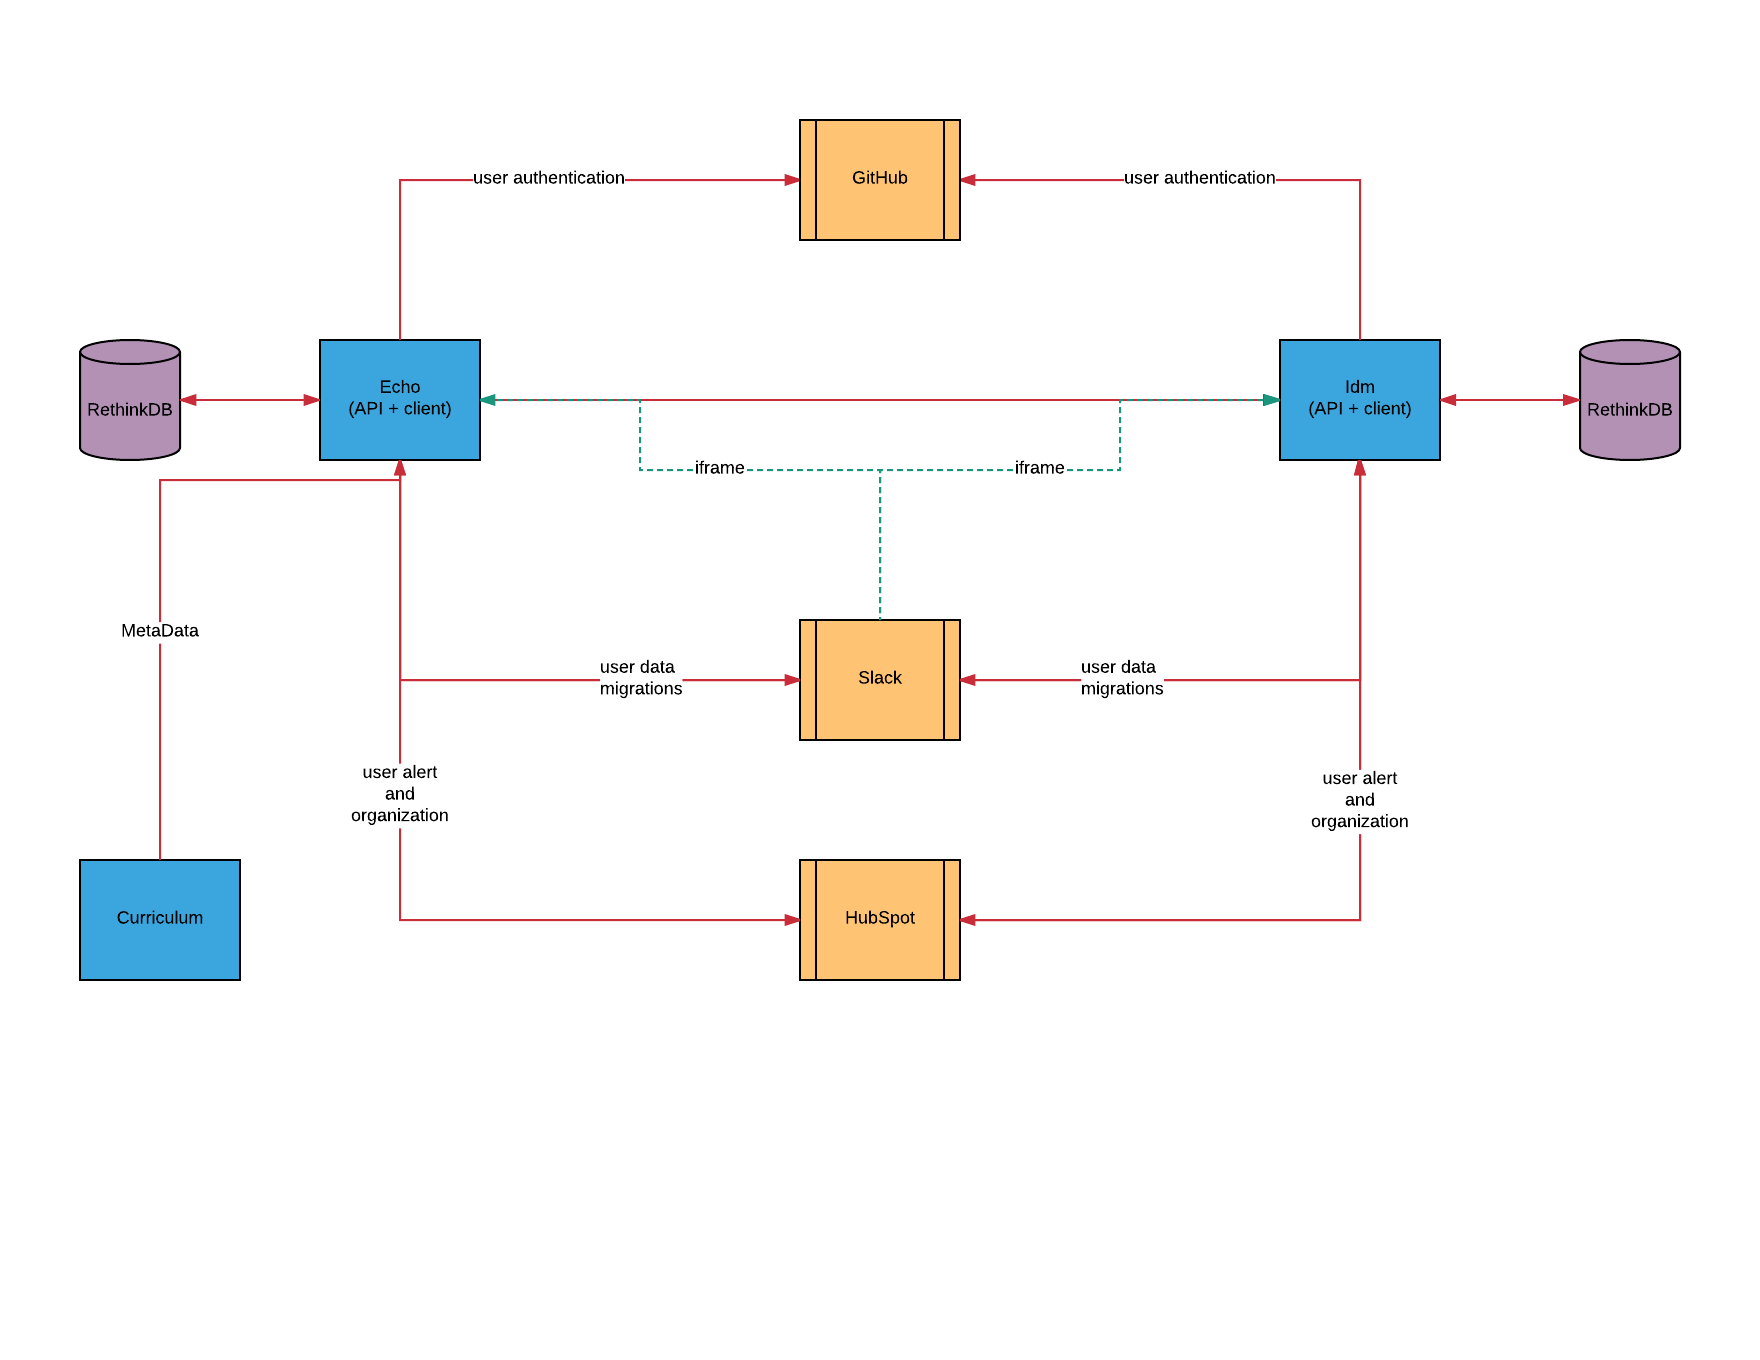 GitHub
user authentication
user authentication
RethinkDB
Echo
(API + client)
Idm
(API + client)
RethinkDB
iframe
iframe
MetaData
user data
migrations
Slack
user data
migrations
user alert
and
organization
user alert
and
organization
Curriculum
HubSpot